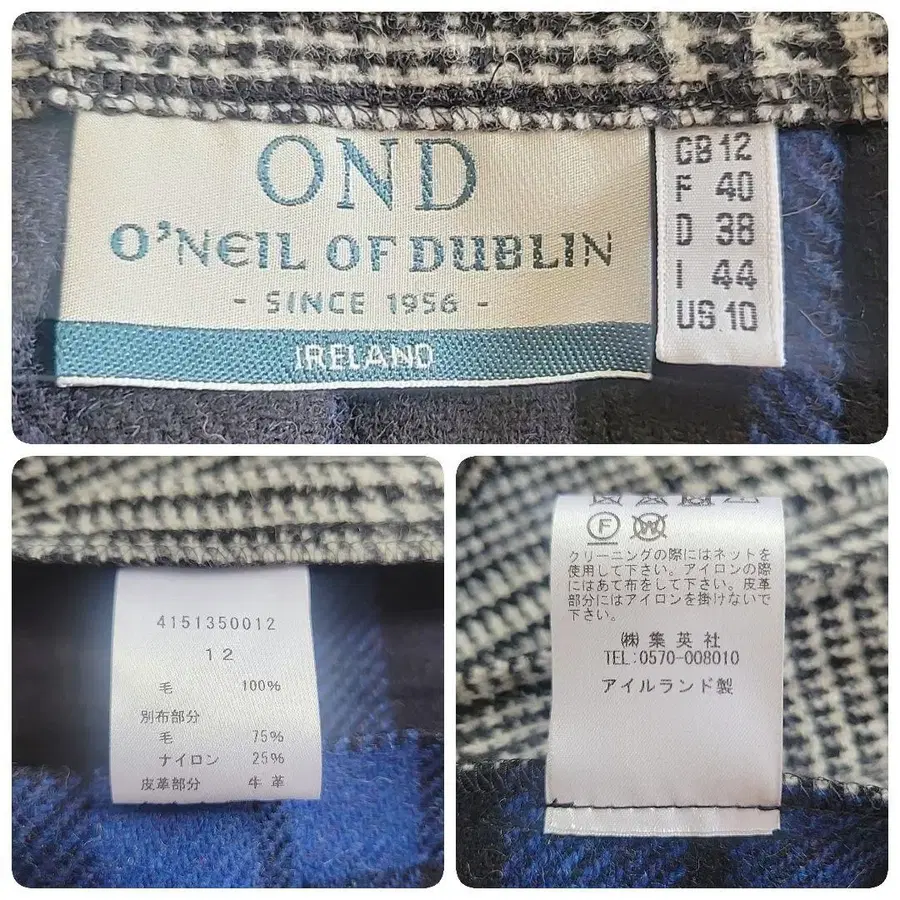 OND
O'NEIL OF DUBLIN
- SINCE 1956 -
IRELAND
GB 12
F 40
D 38
I 44
US 10
4151350012
12
毛 100%
別布部分
毛 75%
ナイロン 25%
皮革部分 牛革
F W
クリーニングの際にはネットを
使用して下さい。アイロンの際
にはあて布をして下さい。皮革
部分にはアイロンを掛けないで
下さい。
㈱集英社
TEL:0570-008010
アイルランド製